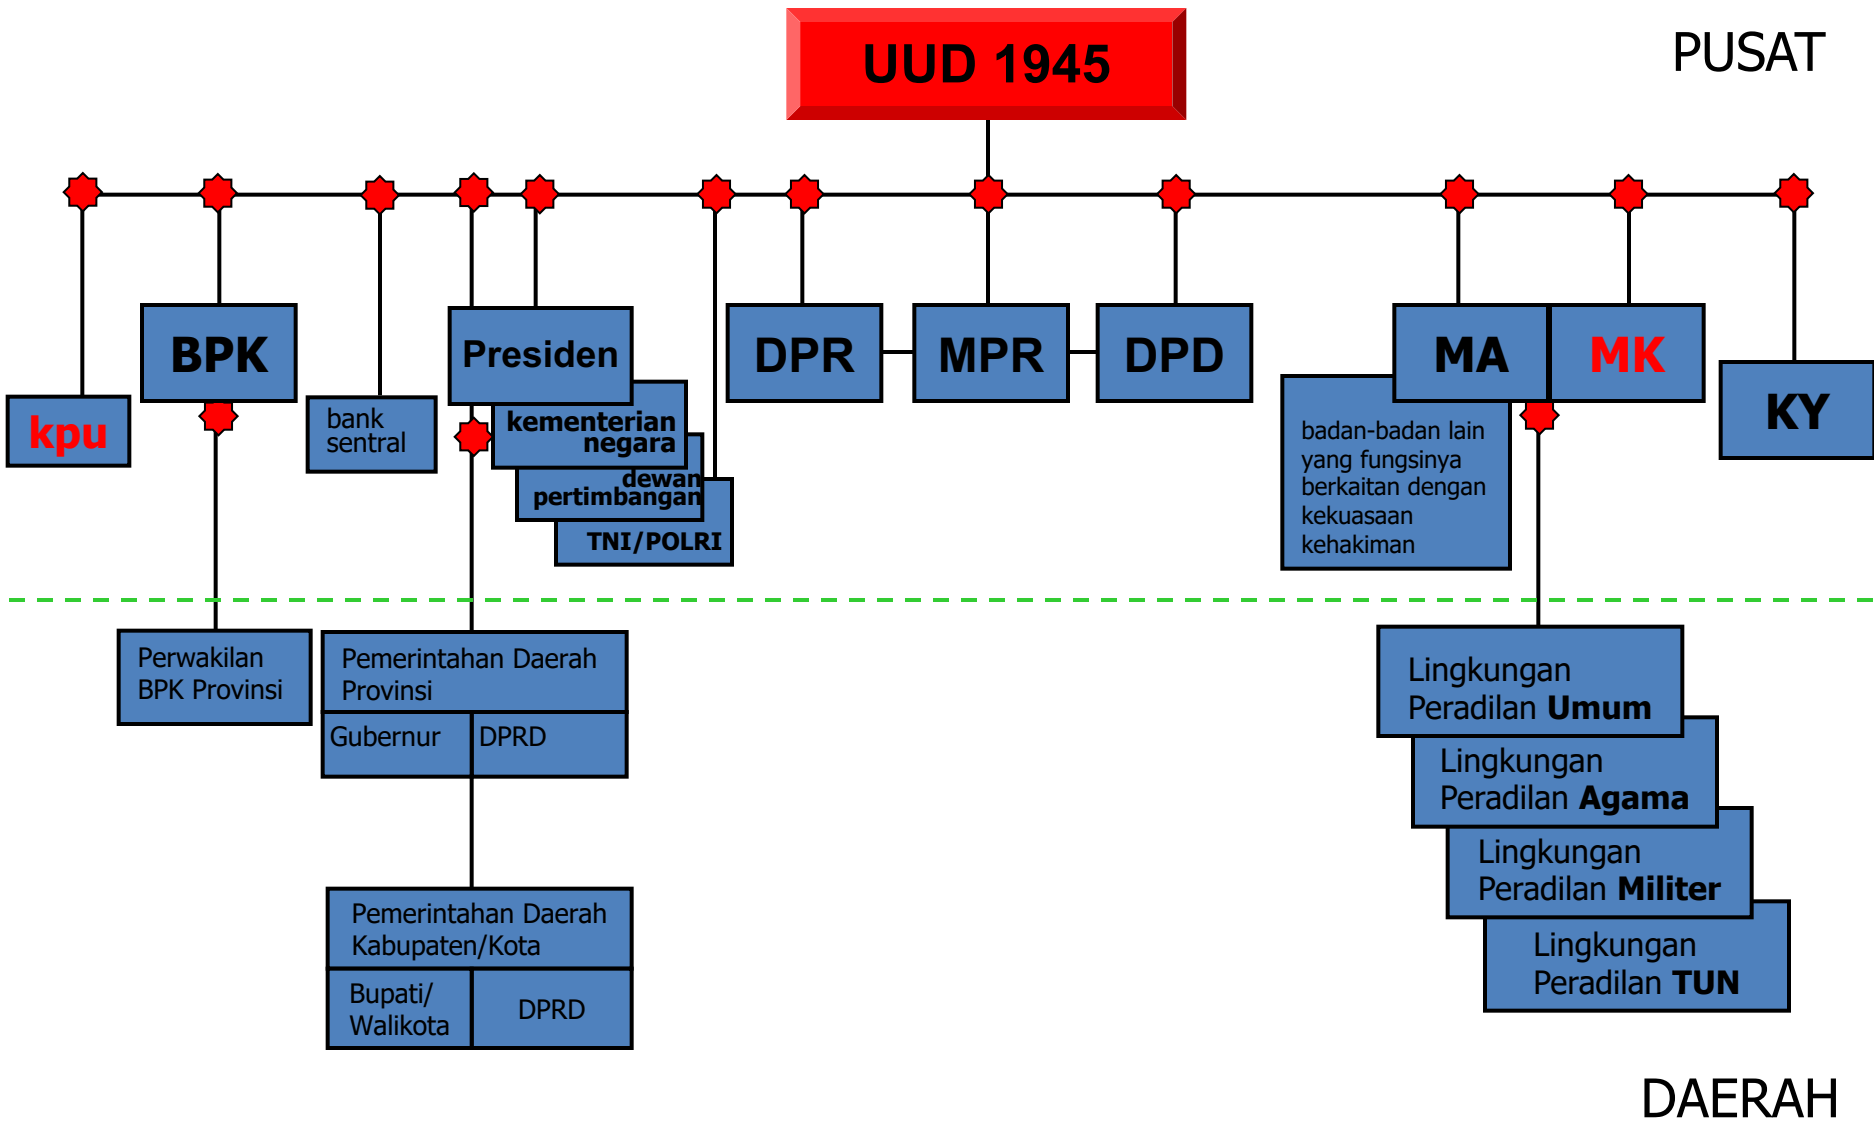 UUD 1945
PUSAT
kpu
BPK
bank
sentral
Presiden
kementerian
negara
dewan
pertimbangan
TNI/POLRI
DPR
MPR
DPD
MA
MK
KY
badan-badan lain
yang fungsinya
berkaitan dengan
kekuasaan
kehakiman
Perwakilan
BPK Provinsi
Pemerintahan Daerah
Provinsi
Gubernur
DPRD
Pemerintahan Daerah
Kabupaten/Kota
Bupati/
Walikota
DPRD
Lingkungan
Peradilan Umum
Lingkungan
Peradilan Agama
Lingkungan
Peradilan Militer
Lingkungan
Peradilan TUN
DAERAH